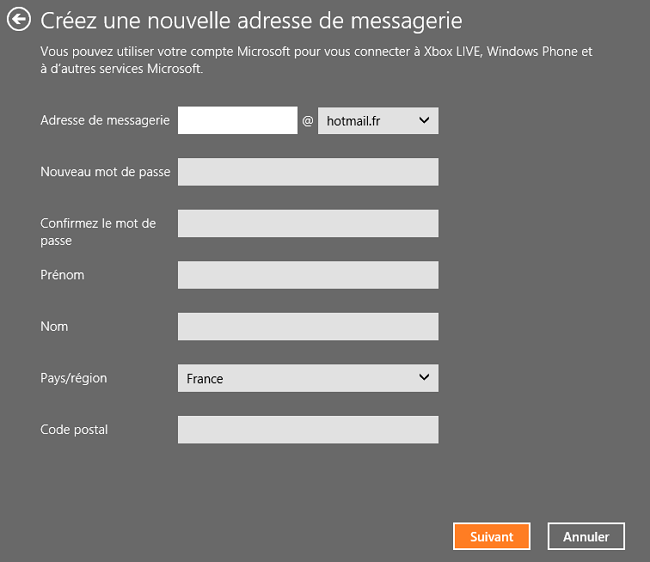 Créez une nouvelle adresse de messagerie
Vous pouvez utiliser votre compte Microsoft pour vous connecter à Xbox LIVE, Windows Phone et
à d'autres services Microsoft.
Adresse de messagerie @ hotmail.fr
Nouveau mot de passe
Confirmez le mot de
passe
Prénom
Nom
Pays/région France
Code postal
Suivant Annuler